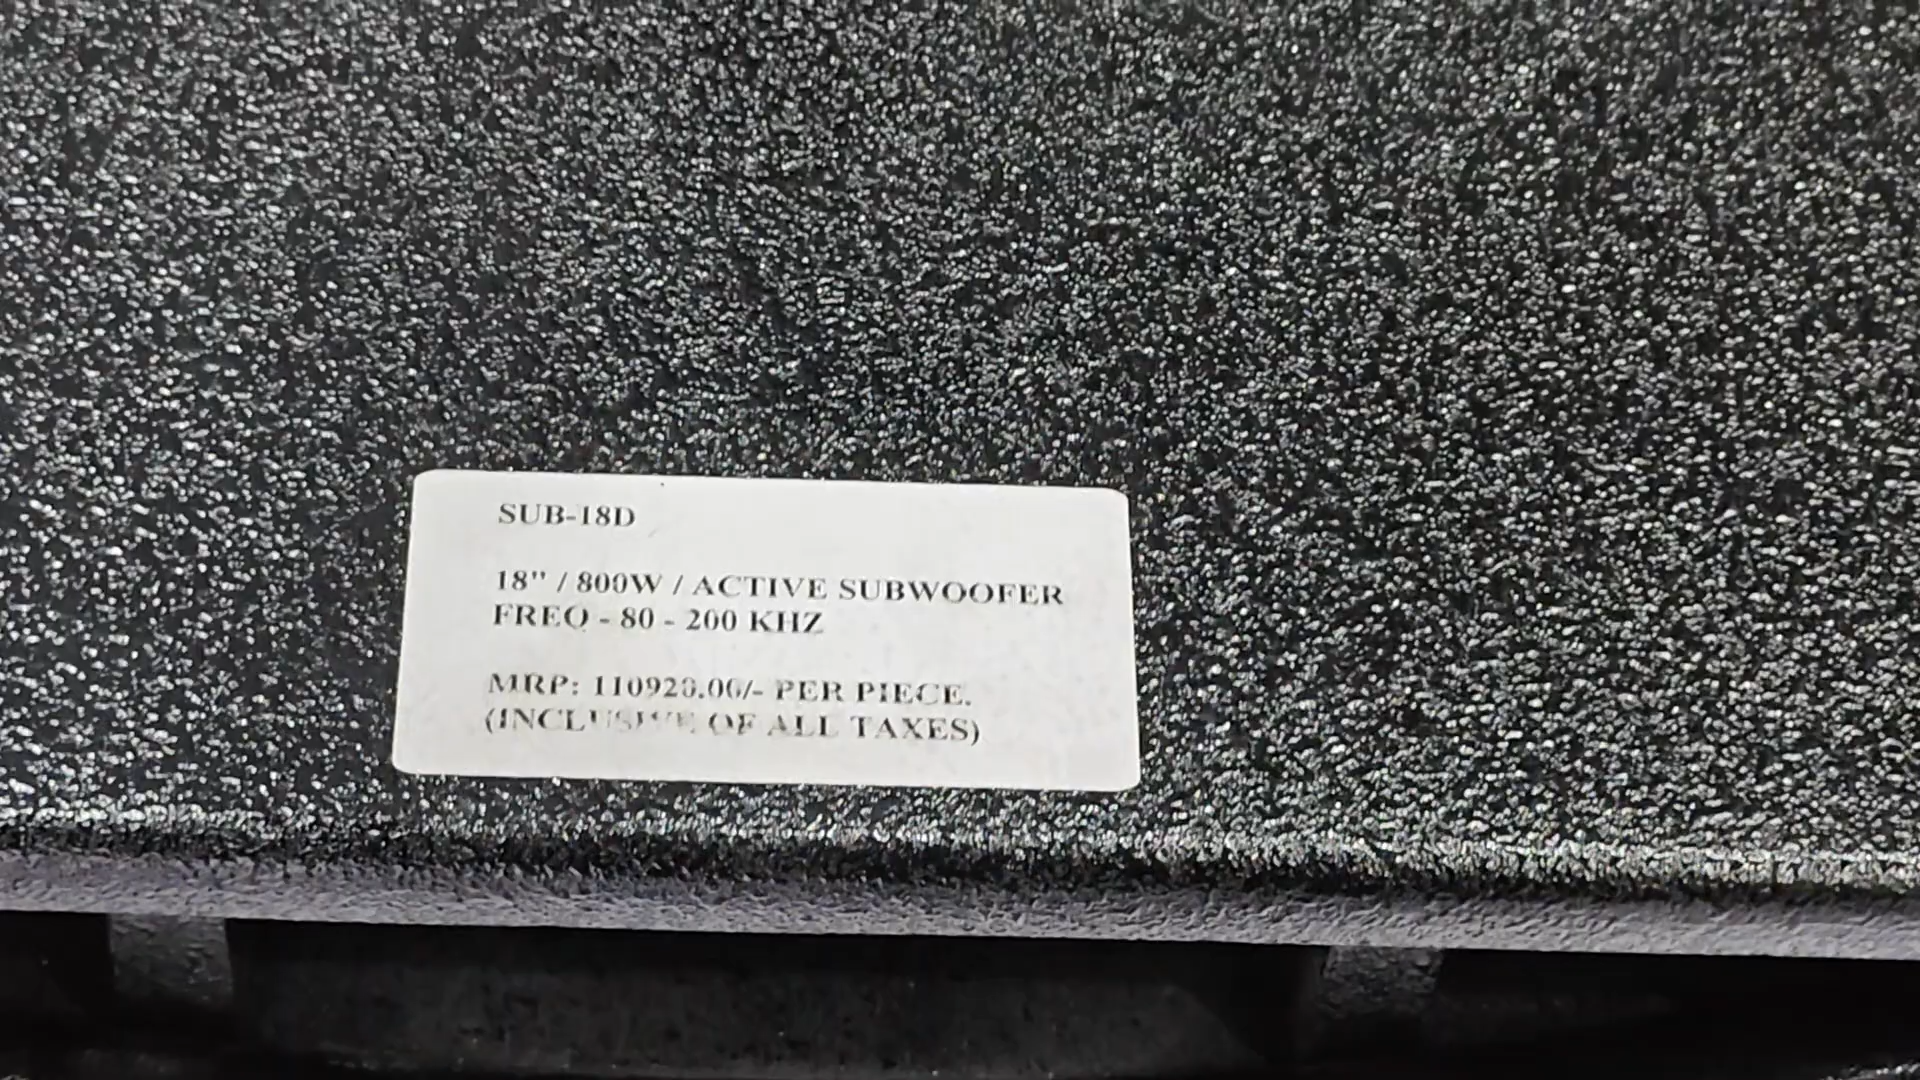 SUB-18D
18" / 800W / ACTIVE SUBWOOFER
FREQ - 80 - 200 KHZ
MRP: 110920.00/- PER PIECE.
(INCLUSIVE OF ALL TAXES)